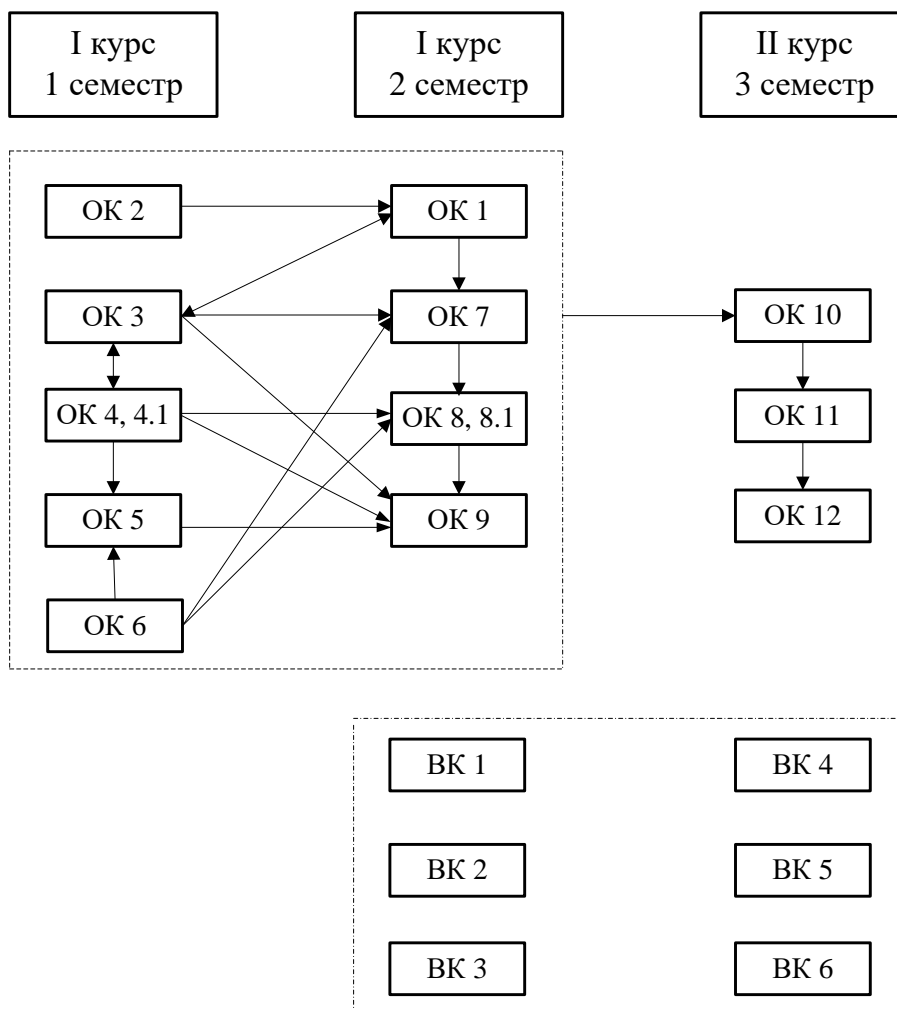 І курс
1 семестр
І курс
2 семестр
ІІ курс
3 семестр
ОК 2
ОК 1
ОК 3
ОК 7
ОК 10
ОК 4, 4.1
ОК 8, 8.1
ОК 11
ОК 5
ОК 9
ОК 12
ОК 6
ВК 1
ВК 4
ВК 2
ВК 5
ВК 3
ВК 6